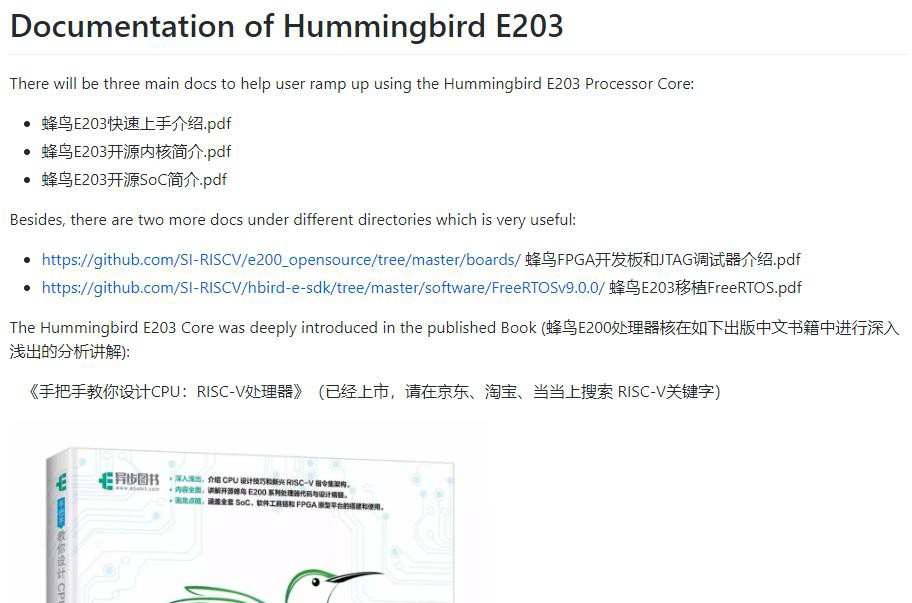 Documentation of Hummingbird E203
There will be three main docs to help user ramp up using the Hummingbird E203 Processor Core:
蜂鸟E203快速上手介绍.pdf
蜂鸟E203开源内核简介.pdf
蜂鸟E203开源SoC简介.pdf
Besides, there are two more docs under different directories which is very useful:
https://github.com/SI-RISCV/e200_opensource/tree/master/boards/ 蜂鸟FPGA开发板和JTAG调试器介绍.pdf
https://github.com/SI-RISCV/hbird-e-sdk/tree/master/software/FreeRTOSv9.0.0/ 蜂鸟E203移植FreeRTOS.pdf
The Hummingbird E203 Core was deeply introduced in the published Book (蜂鸟E200处理器核在如下出版中文书籍中进行深入
浅出的分析讲解):
《手把手教你设计CPU：RISC-V处理器》（已经上市，请在京东、淘宝、当当上搜索 RISC-V关键字）
异步图书
www.epubit.com
深入浅出，介绍 CPU 设计技巧和新兴 RISC-V 指令集架构。
内容全面，讲解开源蜂鸟 E200 系列处理器代码与设计精髓。
画龙点睛，涵盖全套 SoC、软件工具链和 FPGA 原型平台的搭建和使用。
手把手
教你设计CP